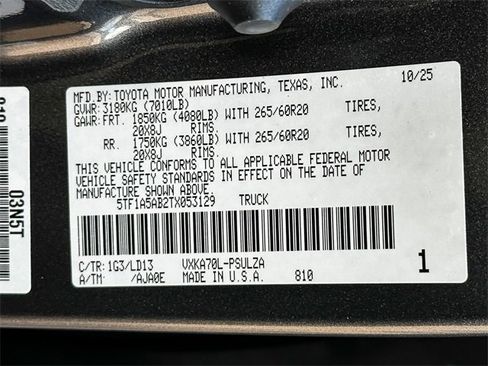 MFD.BY: TOYOTA MOTOR MANUFACTURING, TEXAS, INC. 10/25
GVWR: 3180KG (7010LB)
GAWR: FRT. 1850KG (4080LB) WITH 265/60R20 TIRES,
20X8J RIMS.
RR. 1750KG (3860LB) WITH 265/60R20 TIRES,
20X8J RIMS.
THIS VEHICLE CONFORMS TO ALL APPLICABLE FEDERAL MOTOR
VEHICLE SAFETY STANDARDS IN EFFECT ON THE DATE OF
MANUFACTURE SHOWN ABOVE.
5TF1A5AB2TX053129 TRUCK
C/TR: 1G3/LD13 VXKA70L-PSULZA
A/TM: /AJA0E MADE IN U.S.A. 810 1
03N5T